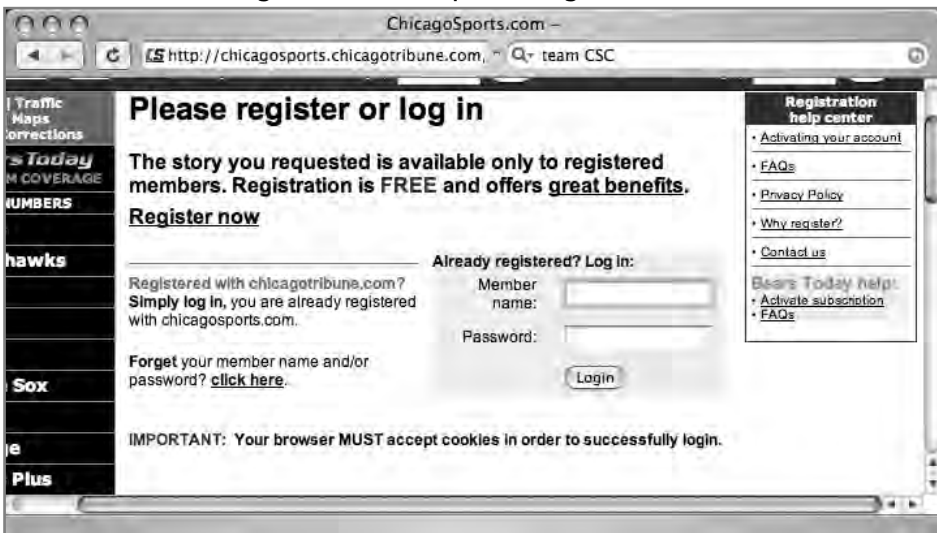 ChicagoSports.com –
http://chicagosports.chicagotribune.com, team CSC
Traffic
Maps
Corrections
sToday
M COVERAGE
NUMBERS
hawks
Sox
e
Plus
Please register or log in
The story you requested is available only to registered
members. Registration is FREE and offers great benefits.
Register now
Registered with chicagotribune.com?
Simply log in, you are already registered
with chicagosports.com.
Forget your member name and/or
password? click here.
Already registered? Log in:
Member
name:
Password:
Login
IMPORTANT: Your browser MUST accept cookies in order to successfully login.
Registration
help center
• Activating your account
• FAQs
• Privacy Policy
• Why register?
• Contact us
Bears Today help:
• Activate subscription
• FAQs